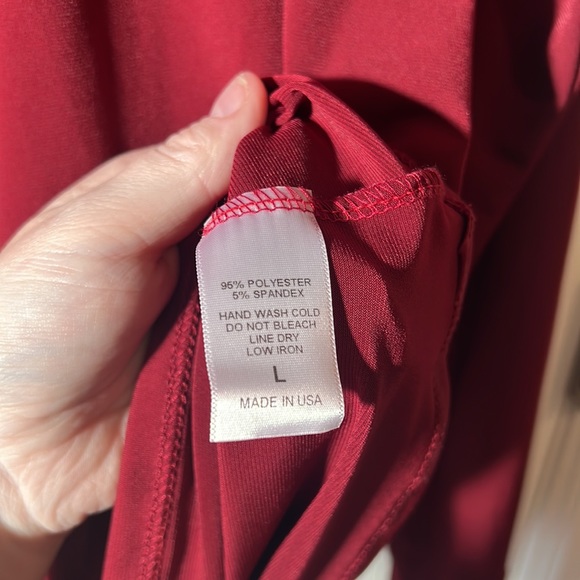 95% POLYESTER
5% SPANDEX
HAND WASH COLD
DO NOT BLEACH
LINE DRY
LOW IRON
L
MADE IN USA